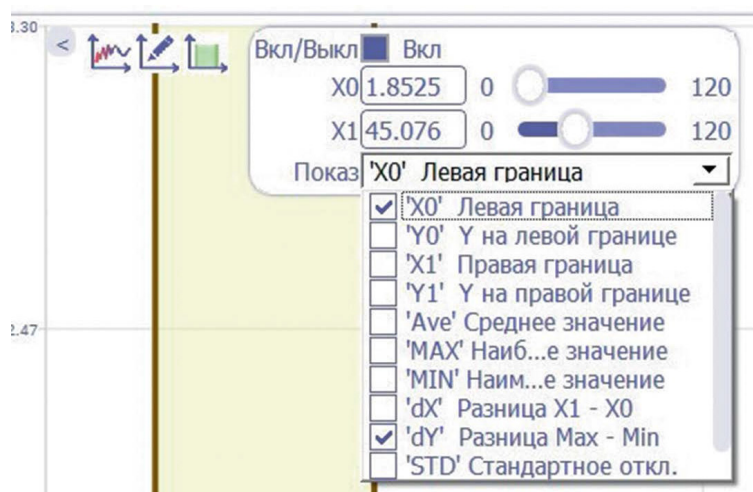 3.30
<
Вкл/Выкл Вкл
X0 1.8525 0 120
X1 45.076 0 120
Показ 'X0' Левая граница
'X0' Левая граница
'Y0' Y на левой границе
'X1' Правая граница
'Y1' Y на правой границе
'Ave' Среднее значение
2.47
'MAX' Наиб...е значение
'MIN' Наим...е значение
'dX' Разница X1 - X0
'dY' Разница Max - Min
'STD' Стандартное откл.